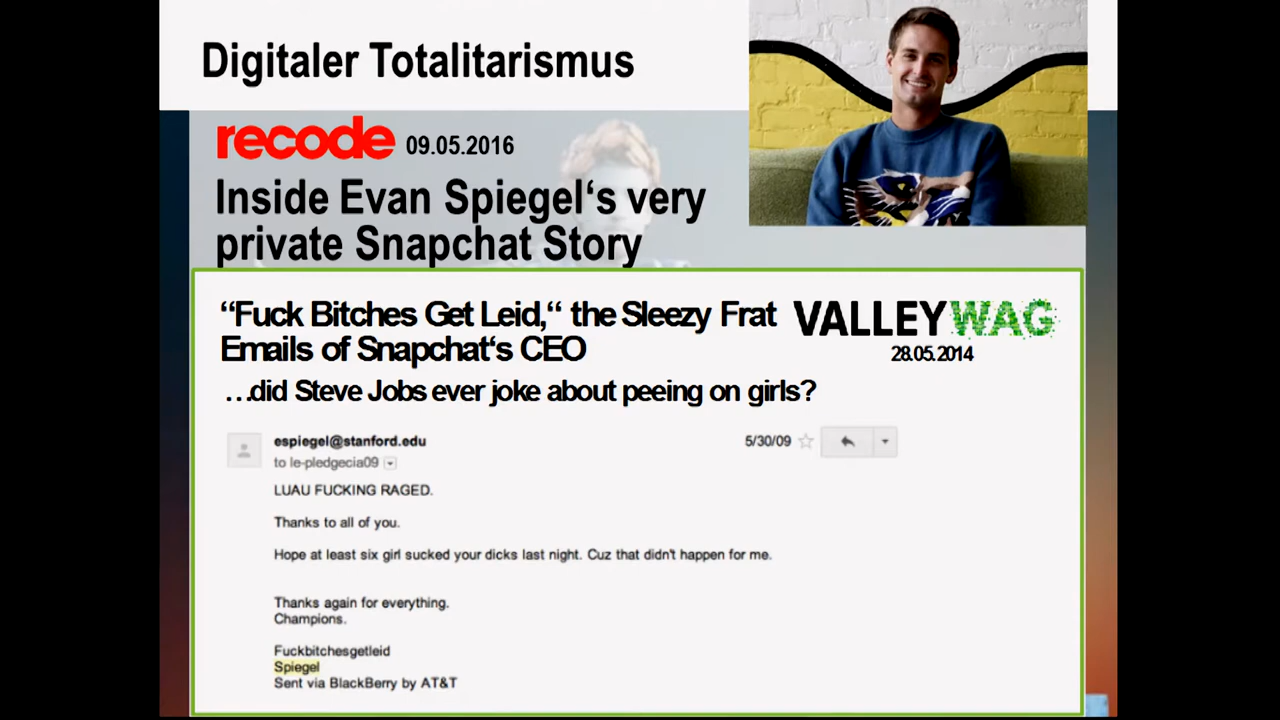 Digitaler Totalitarismus
recode 09.05.2016
Inside Evan Spiegel‘s very
private Snapchat Story
“Fuck Bitches Get Leid,“ the Sleezy Frat
Emails of Snapchat‘s CEO
VALLEYWAG
28.05.2014
…did Steve Jobs ever joke about peeing on girls?
espiegel@stanford.edu 5/30/09
to le-pledgecia09
LUAU FUCKING RAGED.
Thanks to all of you.
Hope at least six girl sucked your dicks last night. Cuz that didn't happen for me.
Thanks again for everything.
Champions.
Fuckbitchesgetleid
Spiegel
Sent via BlackBerry by AT&T